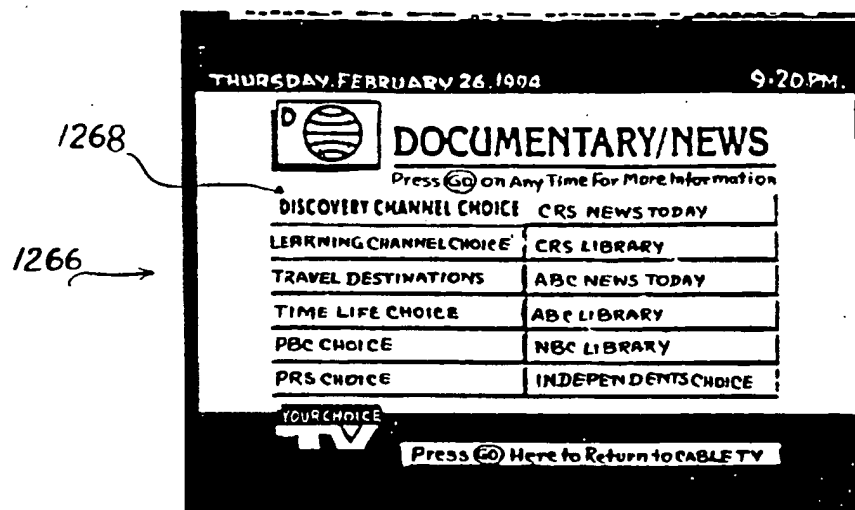 THURSDAY.FEBRUARY 26.1994 9.20.PM.
D
DOCUMENTARY/NEWS
1268
Press GO on Any Time For More Information
DISCOVERY CHANNEL CHOICE CRS NEWS TODAY
LEARNING CHANNEL CHOICE CRS LIBRARY
1266
TRAVEL DESTINATIONS ABC NEWS TODAY
TIME LIFE CHOICE ABC LIBRARY
PBC CHOICE NBC LIBRARY
PRS CHOICE INDEPENDENTS CHOICE
YOUR CHOICE
TV
Press GO Here to Return to CABLE TV